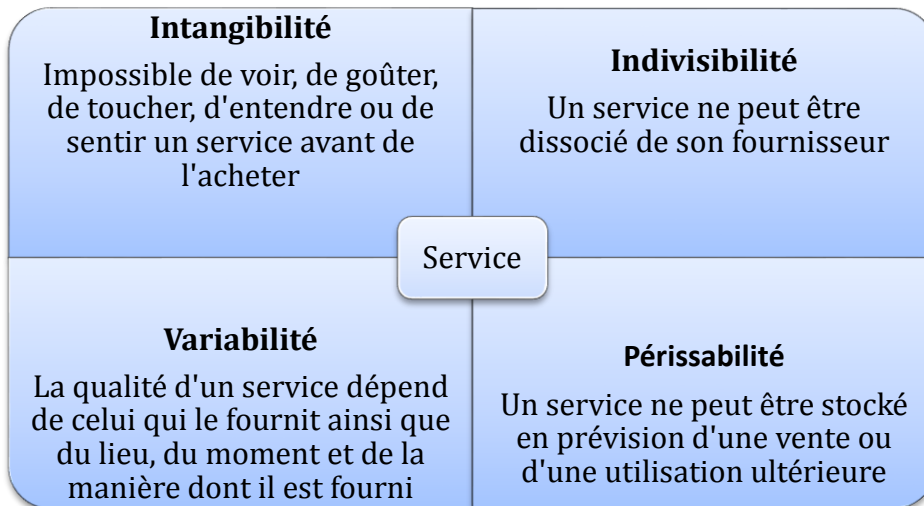 Intangibilité
Impossible de voir, de goûter,
de toucher, d'entendre ou de
sentir un service avant de
l'acheter
Indivisibilité
Un service ne peut être
dissocié de son fournisseur
Service
Variabilité
La qualité d'un service dépend
de celui qui le fournit ainsi que
du lieu, du moment et de la
manière dont il est fourni
Périssabilité
Un service ne peut être stocké
en prévision d'une vente ou
d'une utilisation ultérieure